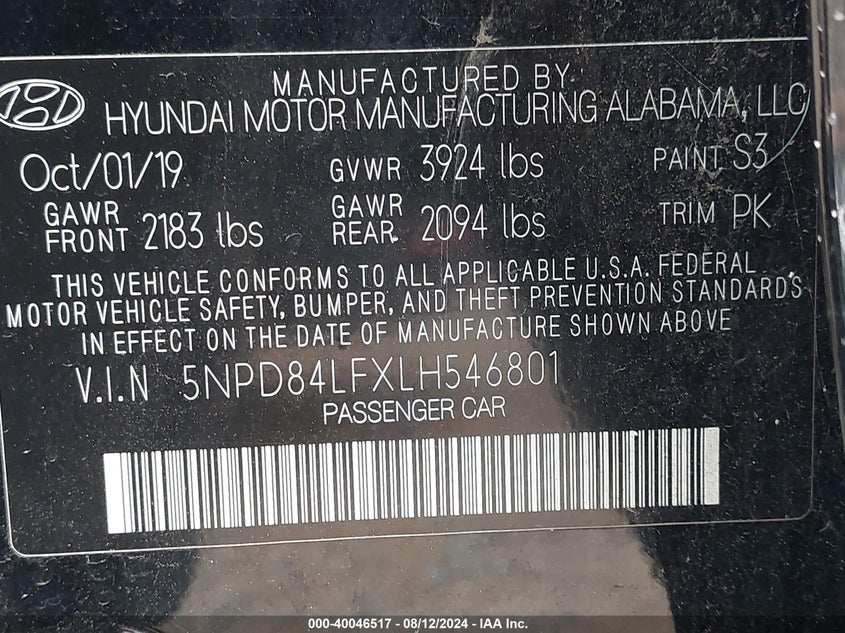 MANUFACTURED BY:
HYUNDAI MOTOR MANUFACTURING ALABAMA, LLC
Oct/01/19 GVWR 3924 lbs PAINT S3
GAWR FRONT 2183 lbs GAWR REAR 2094 lbs TRIM PK
THIS VEHICLE CONFORMS TO ALL APPLICABLE U.S.A. FEDERAL
MOTOR VEHICLE SAFETY, BUMPER, AND THEFT PREVENTION STANDARDS
IN EFFECT ON THE DATE OF MANUFACTURE SHOWN ABOVE
V.I.N 5NPD84LFXLH546801
PASSENGER CAR
000-40046517 - 08/12/2024 - IAA Inc.